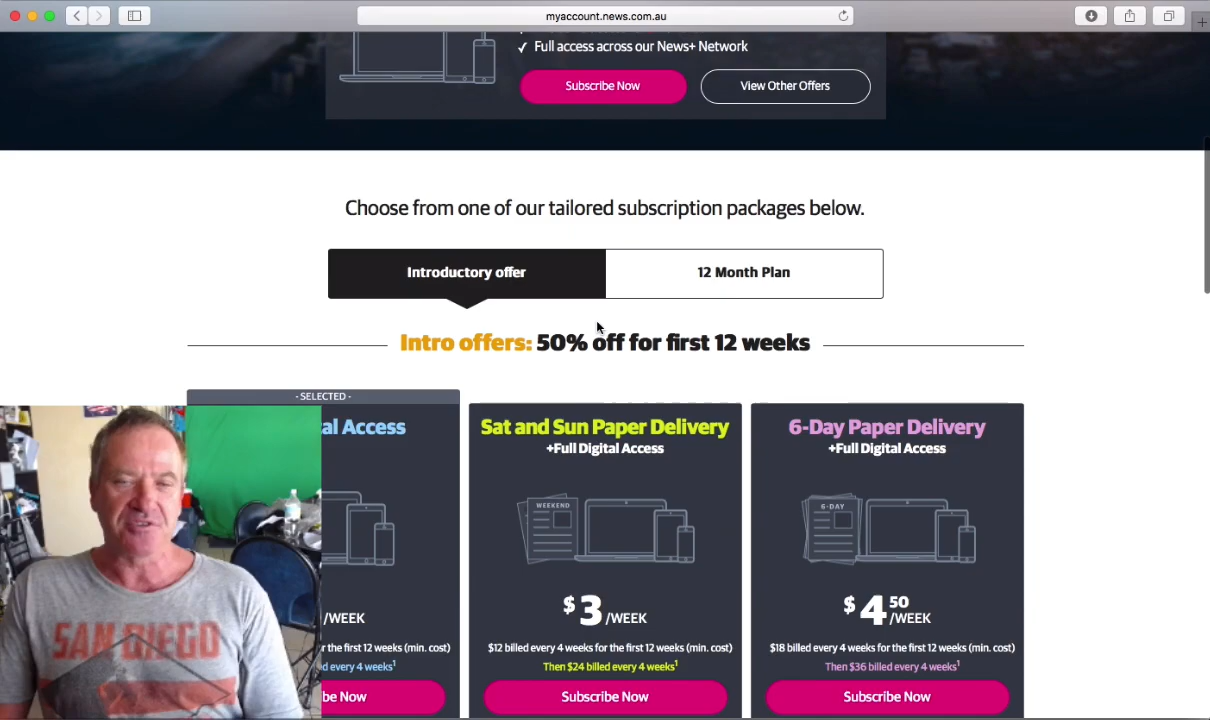 myaccount.news.com.au
✓ Full access across our News+ Network
Subscribe Now
View Other Offers
Choose from one of our tailored subscription packages below.
Introductory offer
12 Month Plan
Intro offers: 50% off for first 12 weeks
- SELECTED -
al Access
/WEEK
r the first 12 weeks (min. cost)
d every 4 weeks¹
be Now
Sat and Sun Paper Delivery
+Full Digital Access
WEEKEND
$3/WEEK
$12 billed every 4 weeks for the first 12 weeks (min. cost)
Then $24 billed every 4 weeks¹
Subscribe Now
6-Day Paper Delivery
+Full Digital Access
6-DAY
$4 50 /WEEK
$18 billed every 4 weeks for the first 12 weeks (min. cost)
Then $36 billed every 4 weeks¹
Subscribe Now
SAN DIEGO